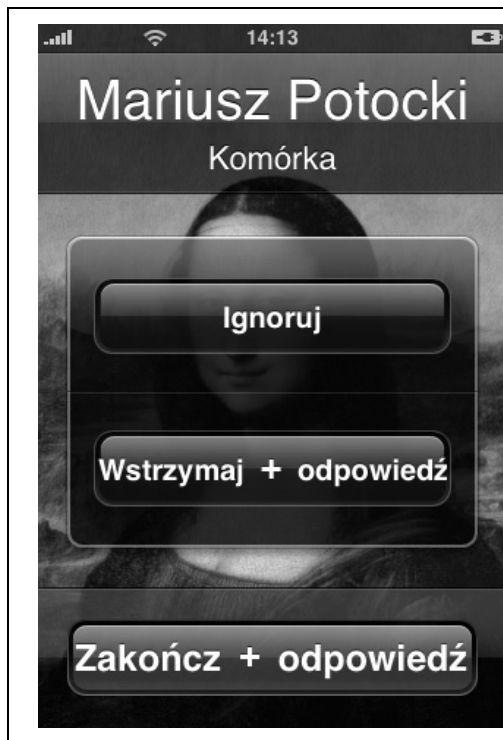 14:13
Mariusz Potocki
Komórka
Ignoruj
Wstrzymaj + odpowiedź
Zakończ + odpowiedź